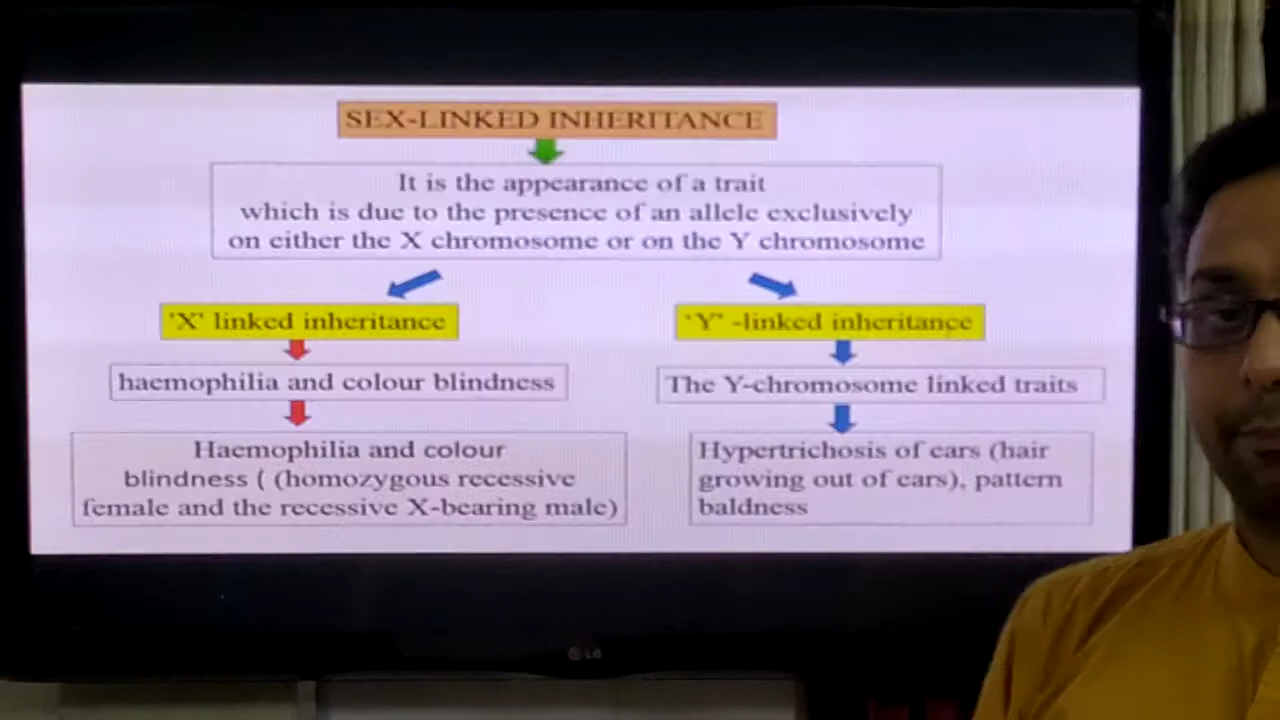 SEX-LINKED INHERITANCE
It is the appearance of a trait
which is due to the presence of an allele exclusively
on either the X chromosome or on the Y chromosome
'X' linked inheritance
'Y' -linked inheritance
haemophilia and colour blindness
The Y-chromosome linked traits
Haemophilia and colour
blindness ( (homozygous recessive
female and the recessive X-bearing male)
Hypertrichosis of ears (hair
growing out of ears), pattern
baldness
LG